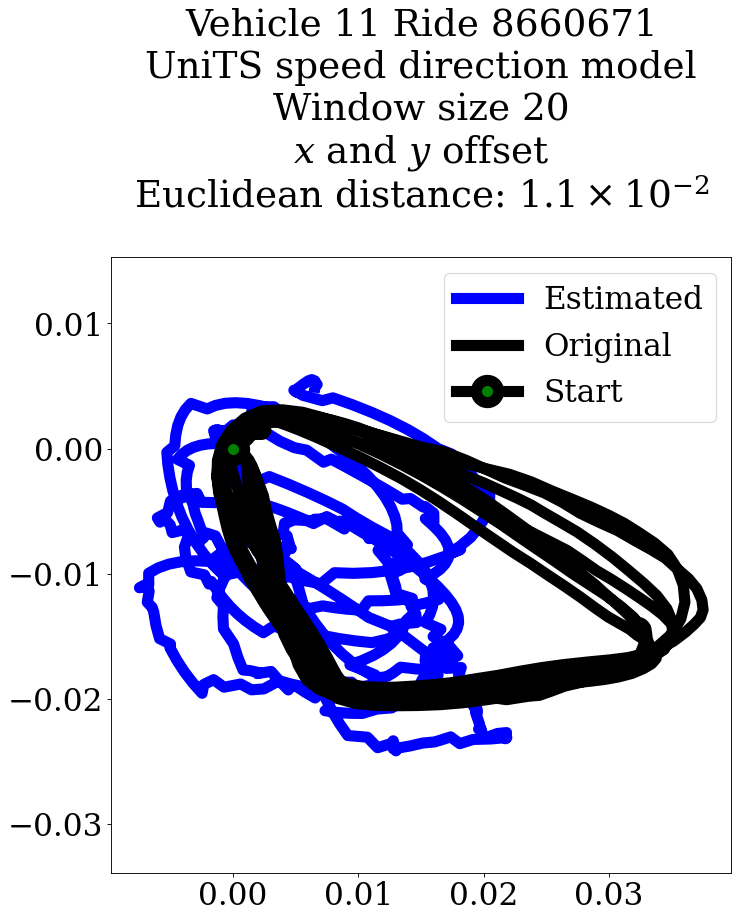 Vehicle 11 Ride 8660671
UniTS speed direction model
Window size 20
x and y offset
Euclidean distance: 1.1 × 10⁻²
Estimated
Original
Start
0.01
0.00
−0.01
−0.02
−0.03
0.00 0.01 0.02 0.03